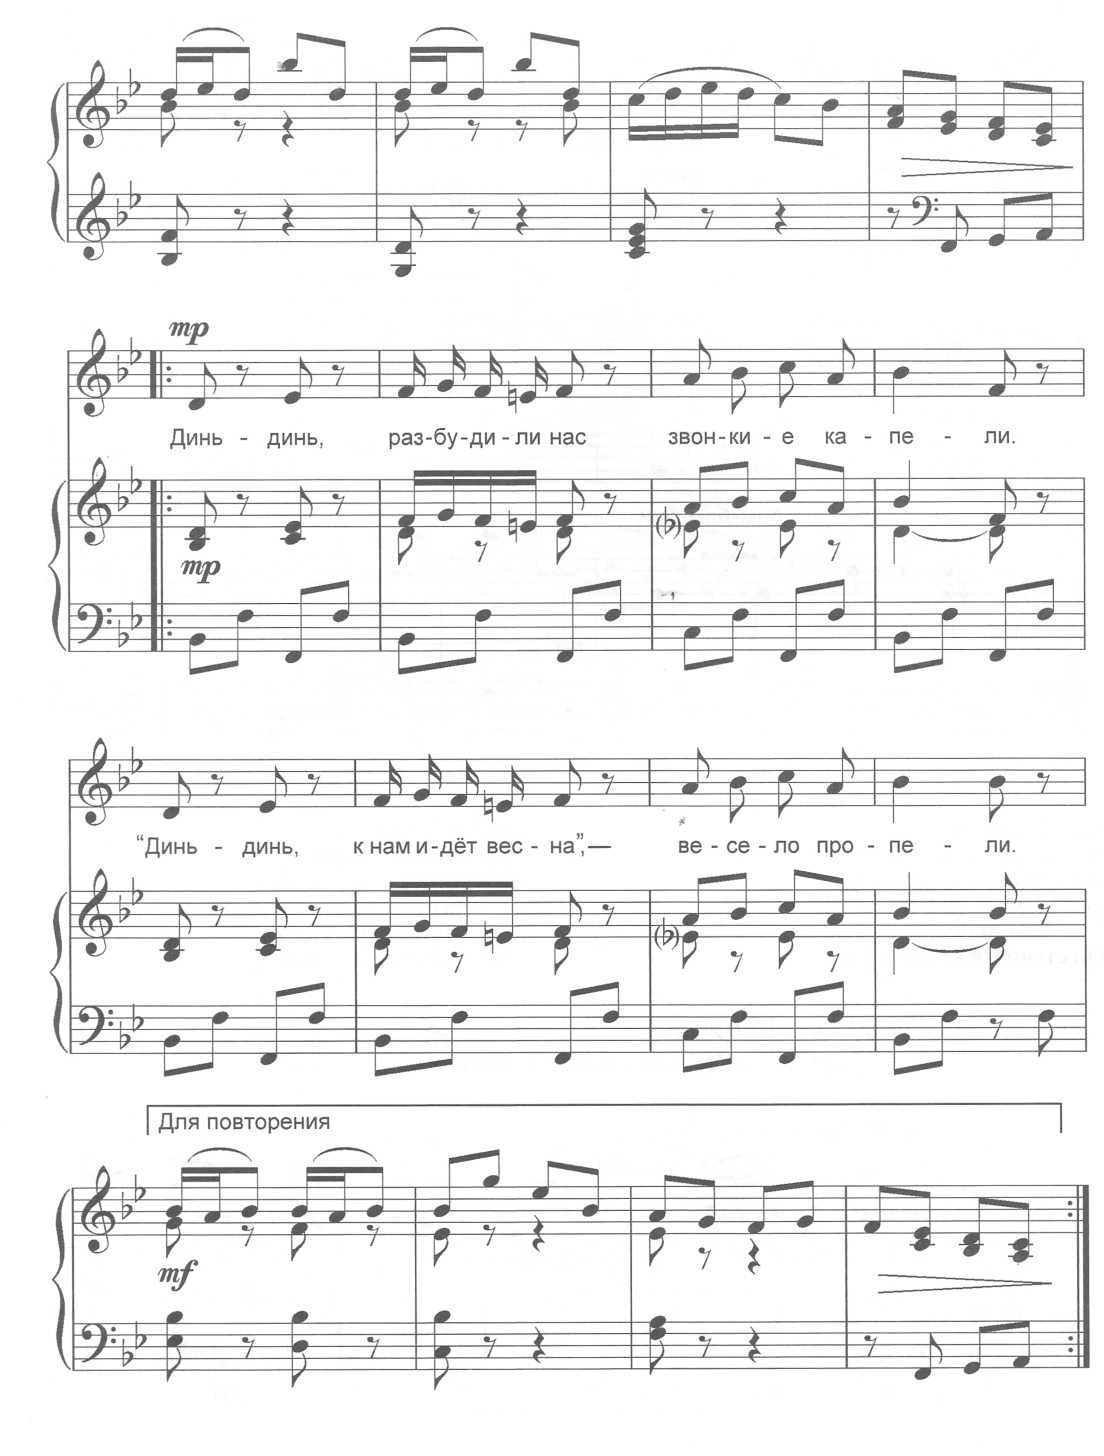 mp
Динь - динь, раз-бу-ди-ли нас звон-ки-е ка-пе-ли.
mp
“Динь - динь, к нам и-дёт вес-на”,— ве-се-ло про-пе-ли.
Для повторения
mf